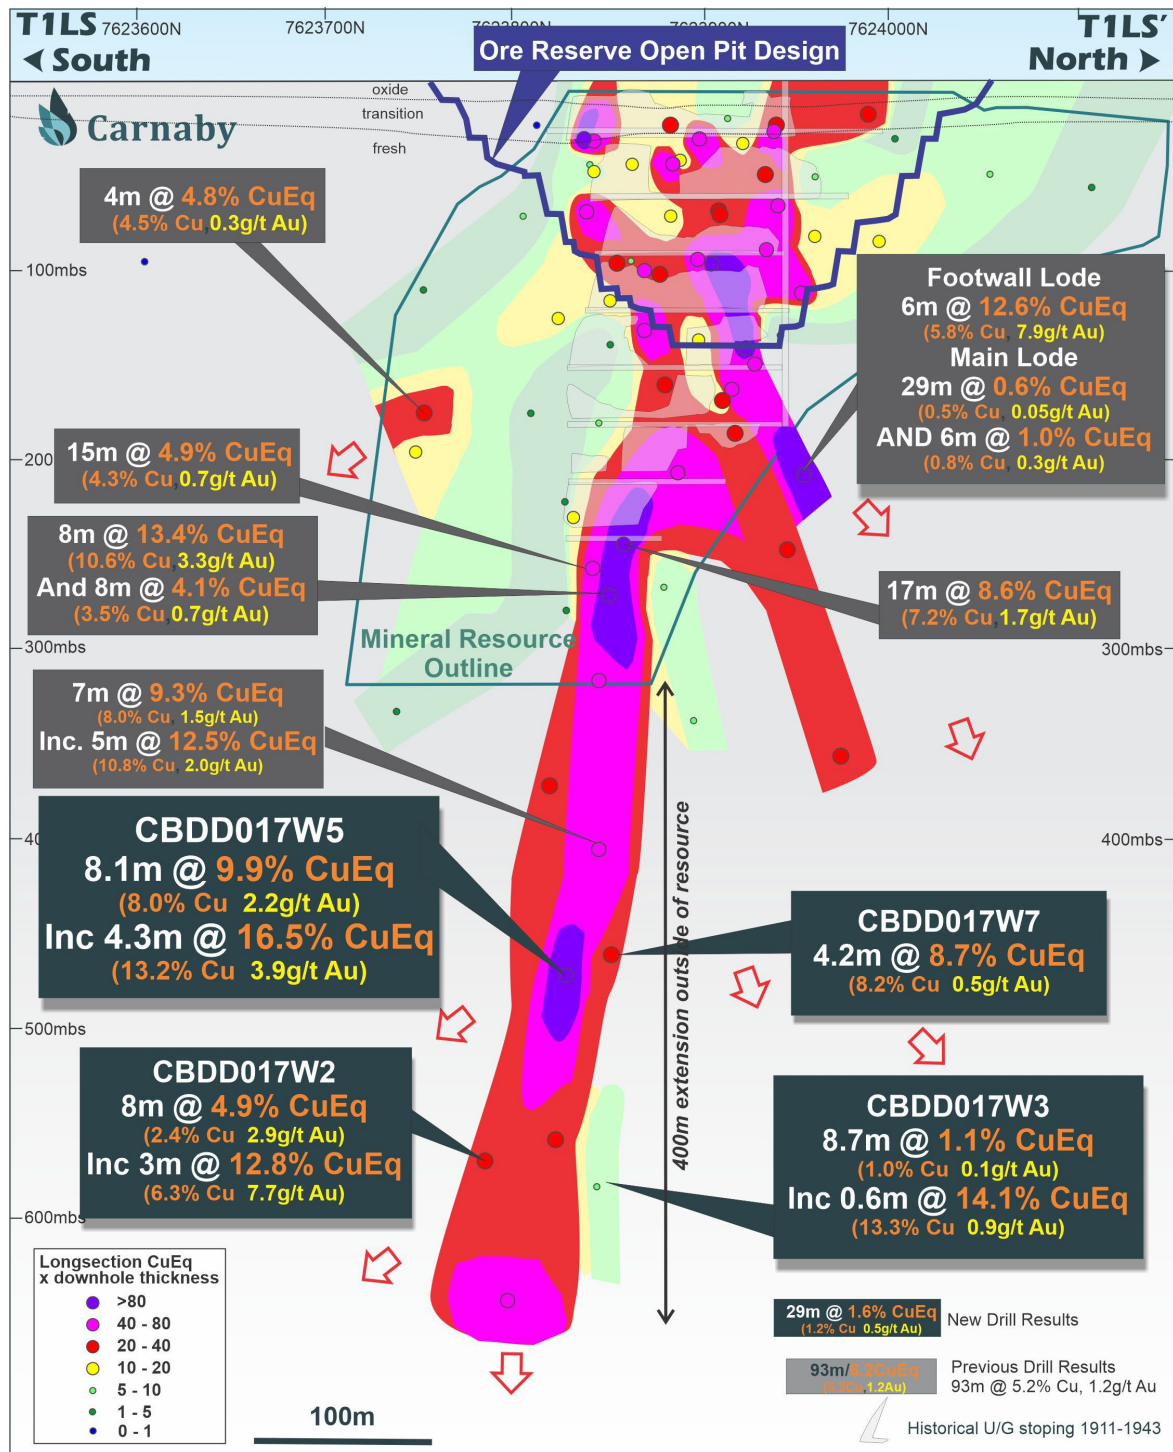 T1LS
South
7623600N
7623700N
7624000N
T1LS'
North
Ore Reserve Open Pit Design
Carnaby
oxide
transition
fresh
4m @ 4.8% CuEq
(4.5% Cu, 0.3g/t Au)
100mbs
Footwall Lode
6m @ 12.6% CuEq
(5.8% Cu, 7.9g/t Au)
Main Lode
29m @ 0.6% CuEq
(0.5% Cu, 0.05g/t Au)
AND 6m @ 1.0% CuEq
(0.8% Cu, 0.3g/t Au)
15m @ 4.9% CuEq
(4.3% Cu, 0.7g/t Au)
8m @ 13.4% CuEq
(10.6% Cu, 3.3g/t Au)
And 8m @ 4.1% CuEq
(3.5% Cu, 0.7g/t Au)
17m @ 8.6% CuEq
(7.2% Cu, 1.7g/t Au)
Mineral Resource
Outline
300mbs
300mbs
7m @ 9.3% CuEq
(8.0% Cu, 1.5g/t Au)
Inc. 5m @ 12.5% CuEq
(10.8% Cu, 2.0g/t Au)
400mbs
CBDD017W5
8.1m @ 9.9% CuEq
(8.0% Cu 2.2g/t Au)
Inc 4.3m @ 16.5% CuEq
(13.2% Cu 3.9g/t Au)
400m extension outside of resource
CBDD017W7
4.2m @ 8.7% CuEq
(8.2% Cu 0.5g/t Au)
500mbs
CBDD017W2
8m @ 4.9% CuEq
(2.4% Cu 2.9g/t Au)
Inc 3m @ 12.8% CuEq
(6.3% Cu 7.7g/t Au)
CBDD017W3
8.7m @ 1.1% CuEq
(1.0% Cu 0.1g/t Au)
Inc 0.6m @ 14.1% CuEq
(13.3% Cu 0.9g/t Au)
600mbs
Longsection CuEq
x downhole thickness
>80
40 - 80
20 - 40
10 - 20
5 - 10
1 - 5
0 - 1
100m
29m @ 1.6% CuEq
(1.2% Cu 0.5g/t Au)
New Drill Results
93m/6.2CuEq
Previous Drill Results
93m @ 5.2% Cu, 1.2g/t Au
Historical U/G stoping 1911-1943